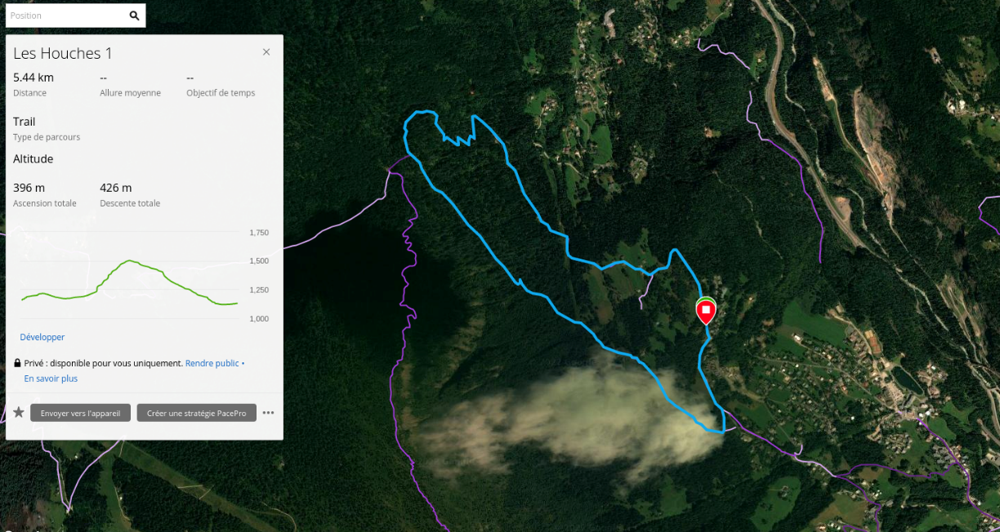 Position
Les Houches 1
5.44 km -- --
Distance Allure moyenne Objectif de temps
Trail
Type de parcours
Altitude
396 m 426 m
Ascension totale Descente totale
1,750
1,500
1,250
1,000
Développer
Privé : disponible pour vous uniquement. Rendre public •
En savoir plus
Envoyer vers l'appareil Créer une stratégie PacePro